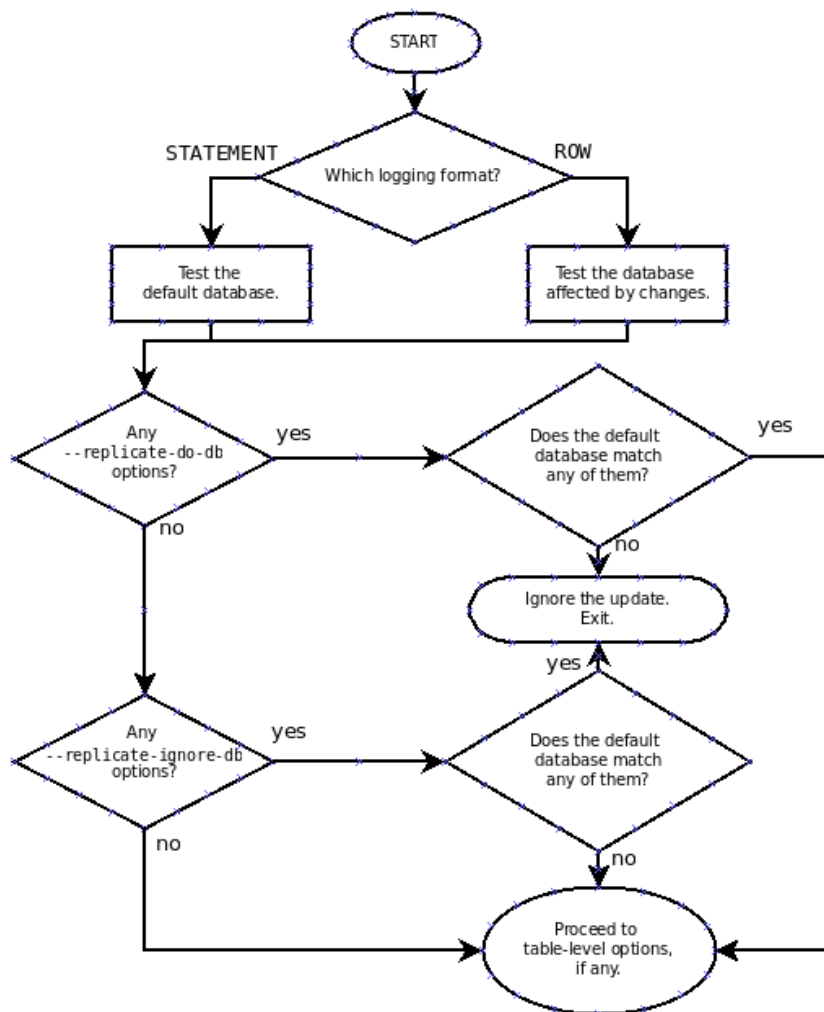 START
STATEMENT
ROW
Which logging format?
Test the
default database.
Test the database
affected by changes.
Any
--replicate-do-db
options?
yes
Does the default
database match
any of them?
yes
no
no
Ignore the update.
Exit.
yes
Any
--replicate-ignore-db
options?
yes
Does the default
database match
any of them?
no
no
Proceed to
table-level options,
if any.